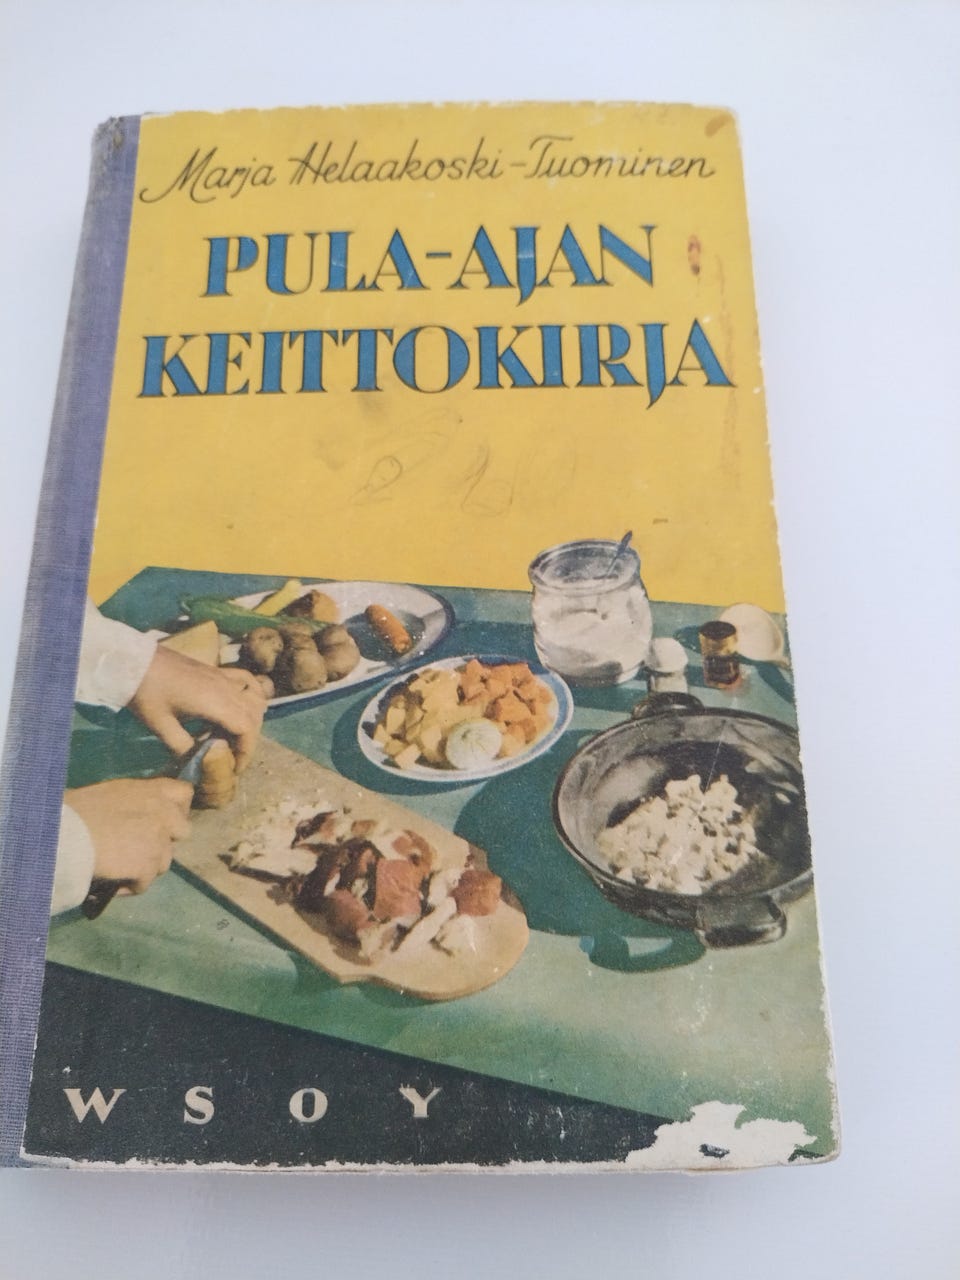 Marja Helaakoski-Tuominen
PULA-AJAN
KEITTOKIRJA
WSOY